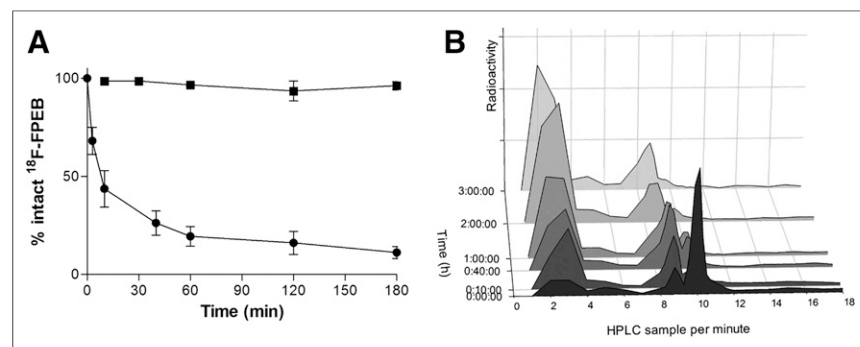 A
% intact 18F-FPEB
100
50
0
0 30 60 90 120 150 180
Time (min)
B
Radioactivity
3:00:00
2:00:00
1:00:00
0:40:00
0:10:00
0:00:00
Time (h)
0 2 4 6 8 10 12 14 16 18
HPLC sample per minute